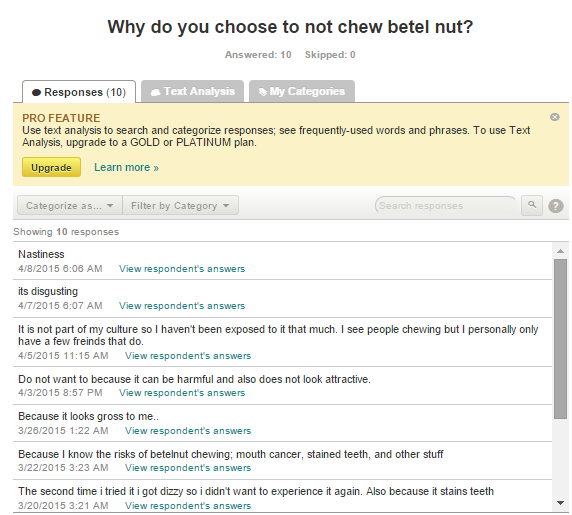 Why do you choose to not chew betel nut?
Answered: 10 Skipped: 0
Responses (10) Text Analysis My Categories
PRO FEATURE
Use text analysis to search and categorize responses; see frequently-used words and phrases. To use Text
Analysis, upgrade to a GOLD or PLATINUM plan.
Upgrade Learn more »
Categorize as... Filter by Category Search responses ?
Showing 10 responses
Nastiness
4/8/2015 6:06 AM View respondent's answers
its disgusting
4/7/2015 6:07 AM View respondent's answers
It is not part of my culture so I haven't been exposed to it that much. I see people chewing but I personally only
have a few freinds that do.
4/5/2015 11:15 AM View respondent's answers
Do not want to because it can be harmful and also does not look attractive.
4/3/2015 8:57 PM View respondent's answers
Because it looks gross to me..
3/26/2015 1:22 AM View respondent's answers
Because I know the risks of betelnut chewing; mouth cancer, stained teeth, and other stuff
3/22/2015 3:23 AM View respondent's answers
The second time i tried it i got dizzy so i didn't want to experience it again. Also because it stains teeth
3/20/2015 3:21 AM View respondent's answers